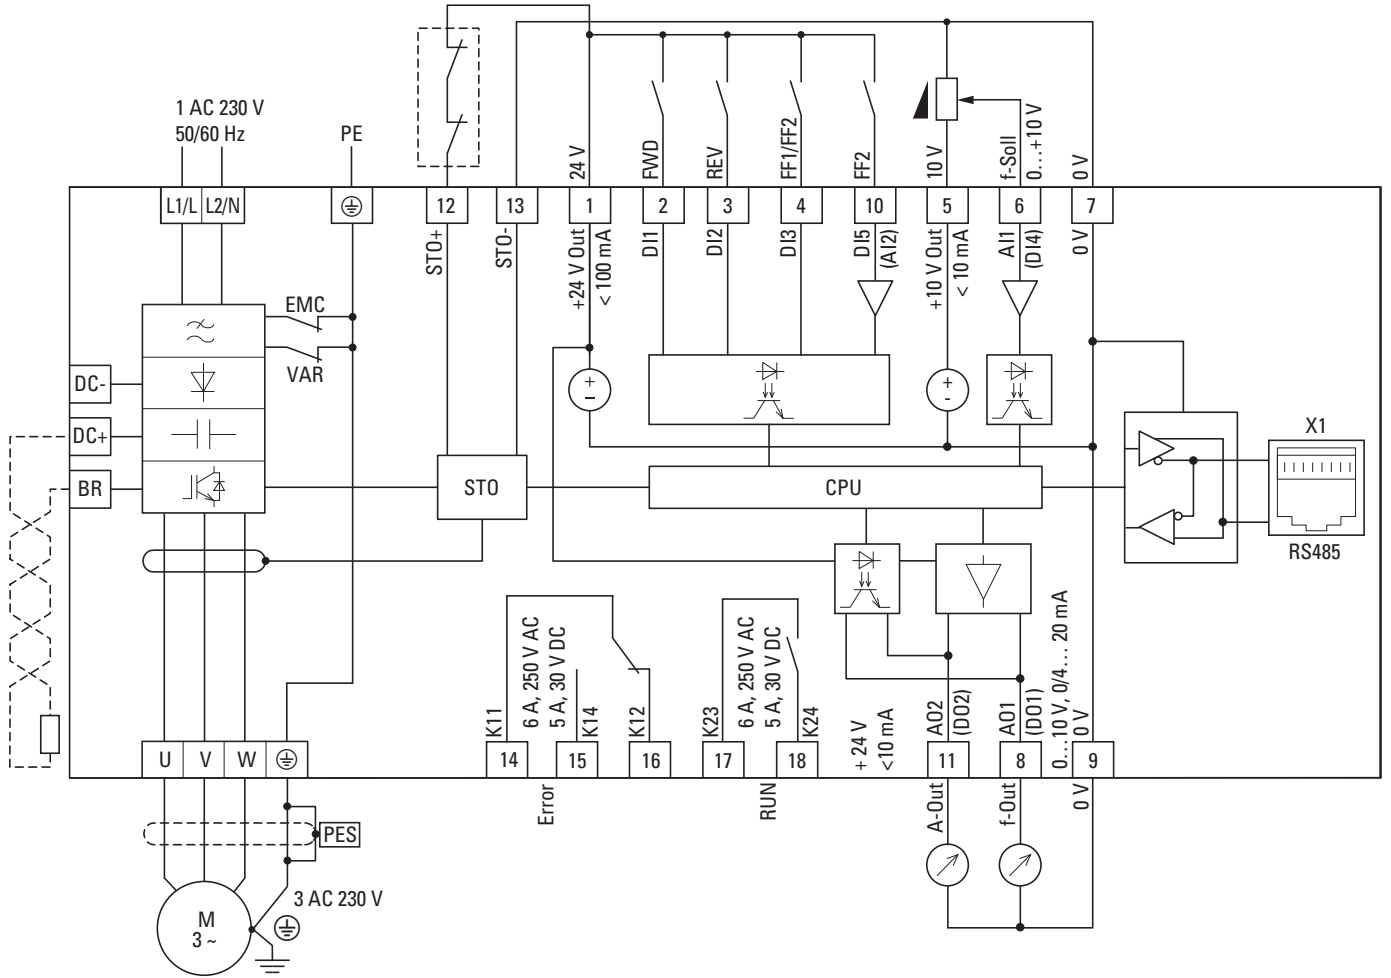 1 AC 230 V
50/60 Hz
PE
24 V
FWD
REV
FF1/FF2
FF2
10 V
f-Soll
0…+10 V
0 V
L1/L
L2/N
12
13
1
2
3
4
10
5
6
7
STO+
STO-
+24 V Out
< 100 mA
DI1
DI2
DI3
DI5
(AI2)
+10 V Out
< 10 mA
AI1
(DI4)
0 V
EMC
VAR
DC-
DC+
BR
STO
CPU
X1
RS485
K11
6 A, 250 V AC
5 A, 30 V DC
K14
K12
K23
6 A, 250 V AC
5 A, 30 V DC
K24
+ 24 V
<10 mA
AO2
(DO2)
AO1
(DO1)
0…10 V, 0/4… 20 mA
0 V
U
V
W
14
15
16
17
18
11
8
9
Error
RUN
A-Out
f-Out
0 V
PES
3 AC 230 V
M
3 ~